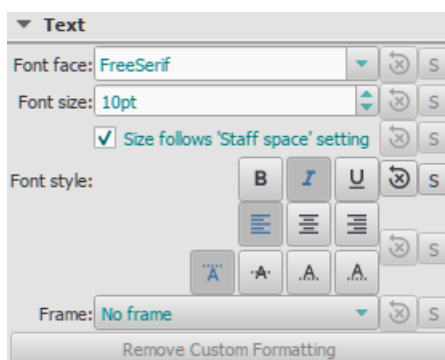 Text
Font face: FreeSerif S
Font size: 10pt S
Size follows 'Staff space' setting S
Font style: B I U S
S
A A A A
Frame: No frame S
Remove Custom Formatting